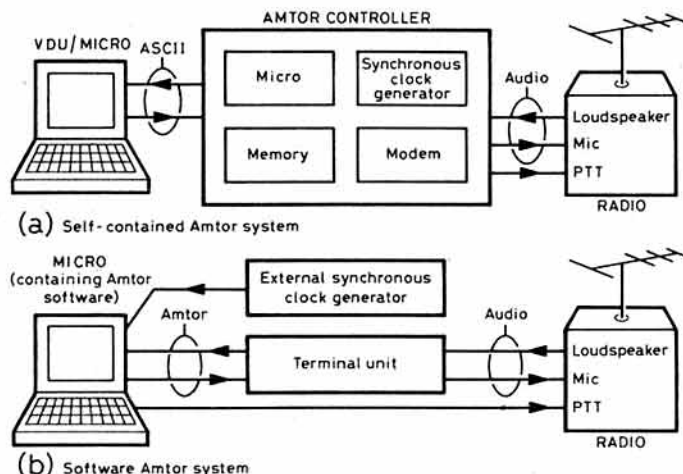 AMTOR CONTROLLER
VDU/MICRO
ASCII
Micro
Synchronous
clock
generator
Memory
Modem
Audio
Loudspeaker
Mic
PTT
RADIO
(a) Self-contained Amtor system
MICRO
(containing Amtor
software)
External synchronous
clock generator
Amtor
Terminal unit
Audio
Loudspeaker
Mic
PTT
RADIO
(b) Software Amtor system